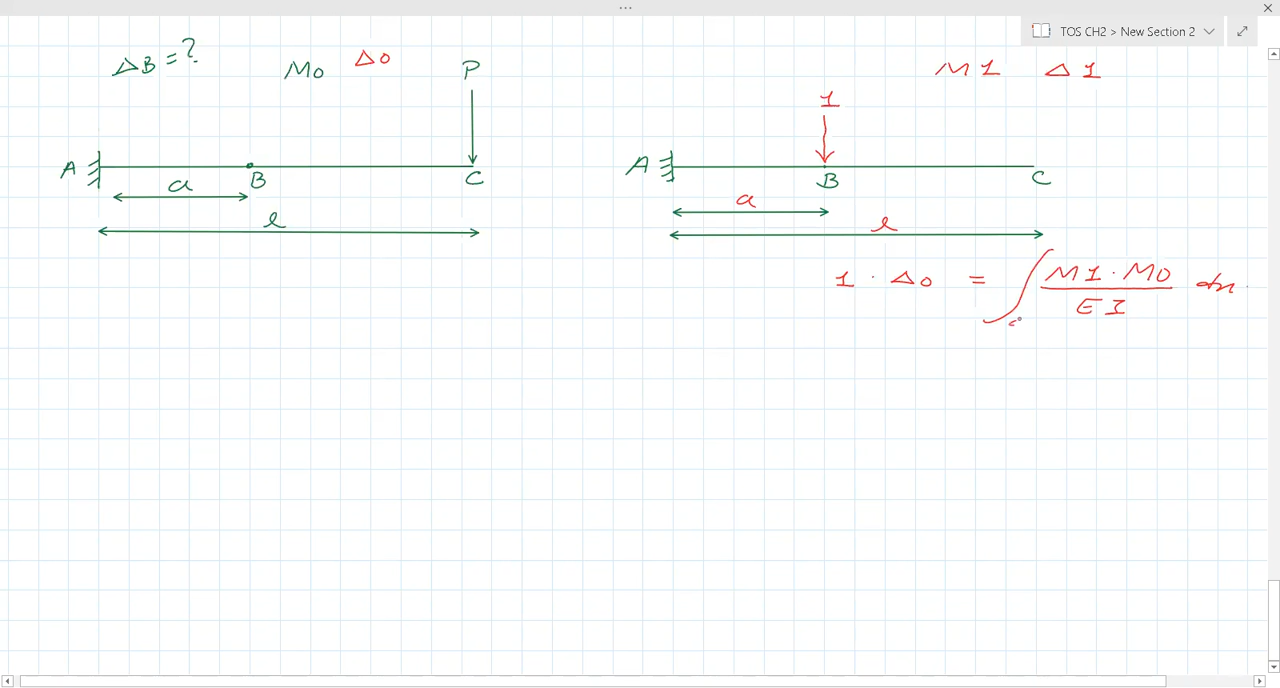 TOS CH2 > New Section 2
ΔB = ? M0 Δ0 P
M1 Δ1
1
A B C
a
l
A B C
a
l
1 · Δ0 = ∫ M1 · M0 / EI dx